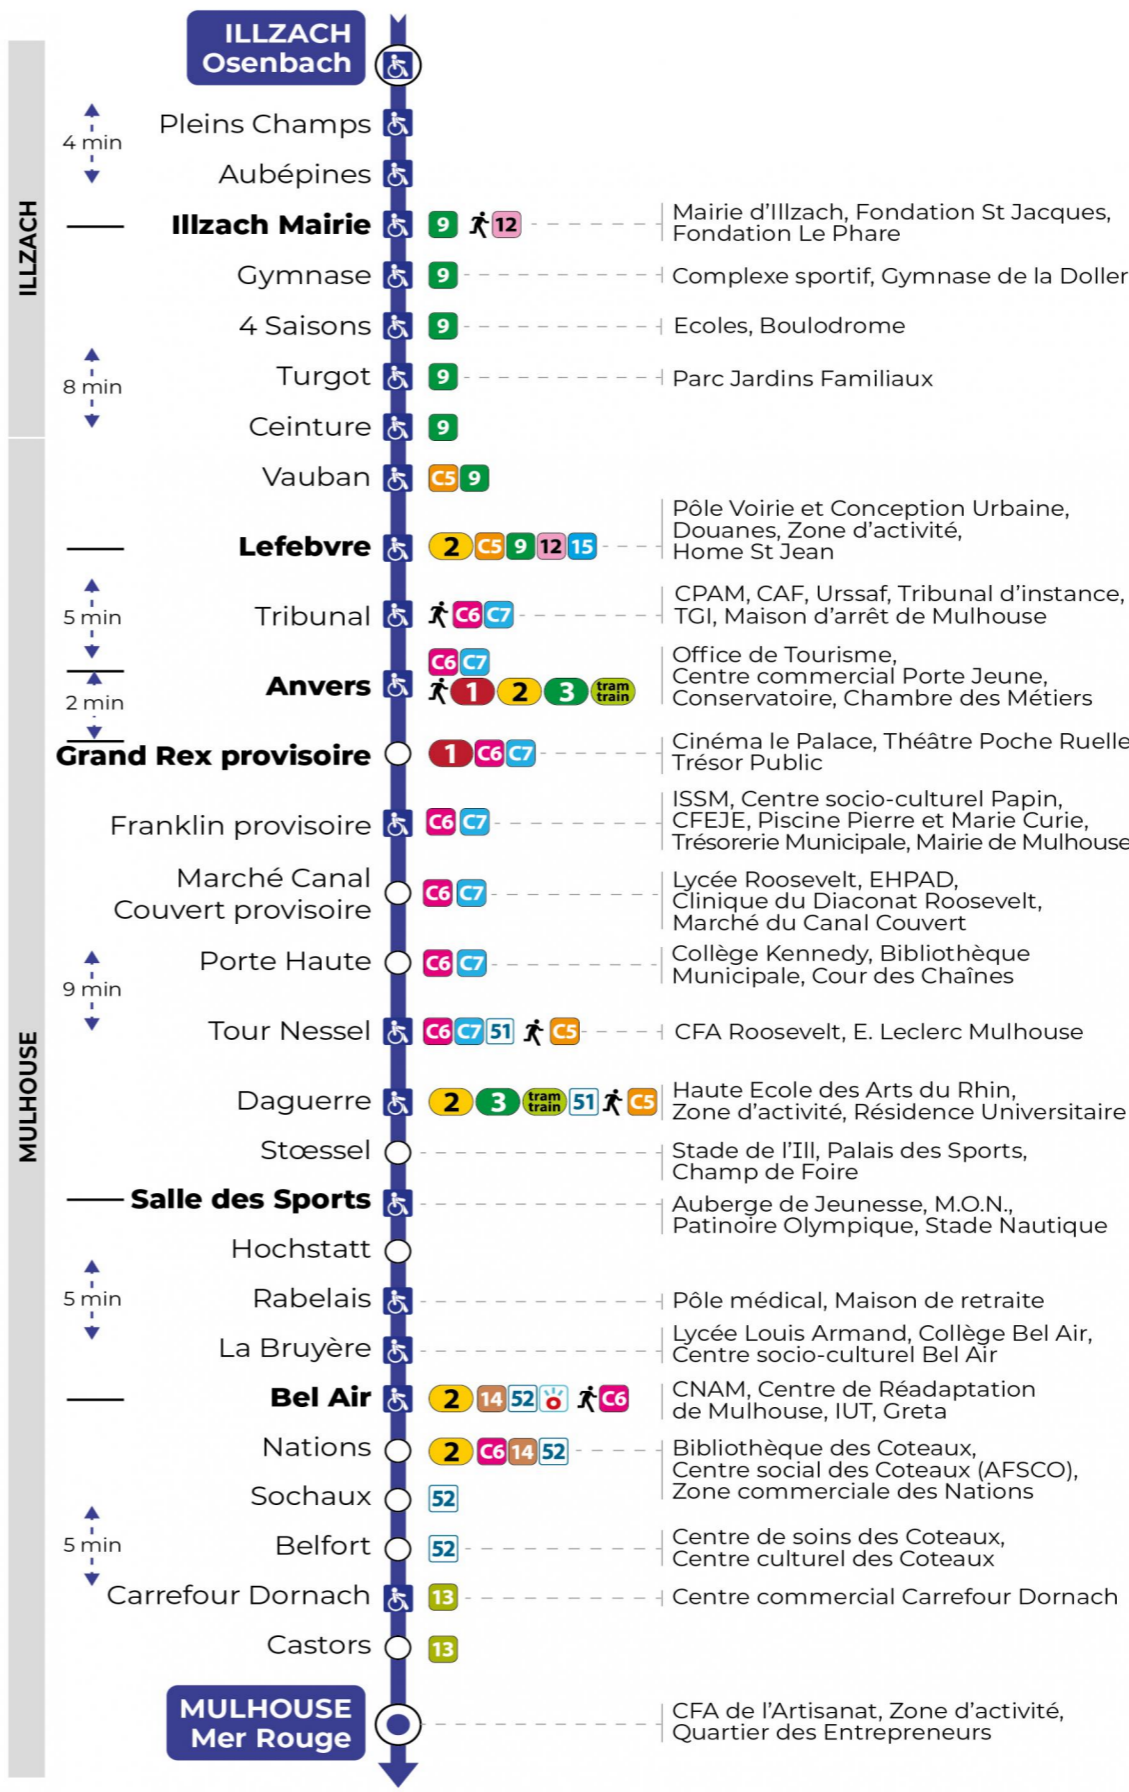 ILLZACH
Osenbach
ILLZACH
4 min
Pleins Champs
Aubépines
Illzach Mairie 9 12
Mairie d'Illzach, Fondation St Jacques,
Fondation Le Phare
Gymnase 9 Complexe sportif, Gymnase de la Doller
4 Saisons 9 Ecoles, Boulodrome
8 min
Turgot 9 Parc Jardins Familiaux
Ceinture 9
MULHOUSE
Vauban C5 9
Lefebvre 2 C5 9 12 15
Pôle Voirie et Conception Urbaine,
Douanes, Zone d'activité,
Home St Jean
5 min
Tribunal C6 C7
CPAM, CAF, Urssaf, Tribunal d'instance,
TGI, Maison d'arrêt de Mulhouse
Anvers
C6 C7
1 2 3 tram
train
Office de Tourisme,
Centre commercial Porte Jeune,
Conservatoire, Chambre des Métiers
2 min
Grand Rex provisoire 1 C6 C7
Cinéma le Palace, Théâtre Poche Ruelle
Trésor Public
Franklin provisoire C6 C7
ISSM, Centre socio-culturel Papin,
CFEJE, Piscine Pierre et Marie Curie,
Trésorerie Municipale, Mairie de Mulhouse
Marché Canal
Couvert provisoire C6 C7
Lycée Roosevelt, EHPAD,
Clinique du Diaconat Roosevelt,
Marché du Canal Couvert
9 min
Porte Haute C6 C7
Collège Kennedy, Bibliothèque
Municipale, Cour des Chaînes
Tour Nessel C6 C7 51 C5 CFA Roosevelt, E. Leclerc Mulhouse
Daguerre 2 3 tram
train 51 C5
Haute Ecole des Arts du Rhin,
Zone d'activité, Résidence Universitaire
Stœssel
Stade de l'Ill, Palais des Sports,
Champ de Foire
Salle des Sports
Auberge de Jeunesse, M.O.N.,
Patinoire Olympique, Stade Nautique
Hochstatt
5 min
Rabelais Pôle médical, Maison de retraite
La Bruyère
Lycée Louis Armand, Collège Bel Air,
Centre socio-culturel Bel Air
Bel Air 2 14 52 C6
CNAM, Centre de Réadaptation
de Mulhouse, IUT, Greta
Nations 2 C6 14 52
Bibliothèque des Coteaux,
Centre social des Coteaux (AFSCO),
Zone commerciale des Nations
Sochaux 52
5 min
Belfort 52
Centre de soins des Coteaux,
Centre culturel des Coteaux
Carrefour Dornach 13 Centre commercial Carrefour Dornach
Castors 13
MULHOUSE
Mer Rouge
CFA de l'Artisanat, Zone d'activité,
Quartier des Entrepreneurs